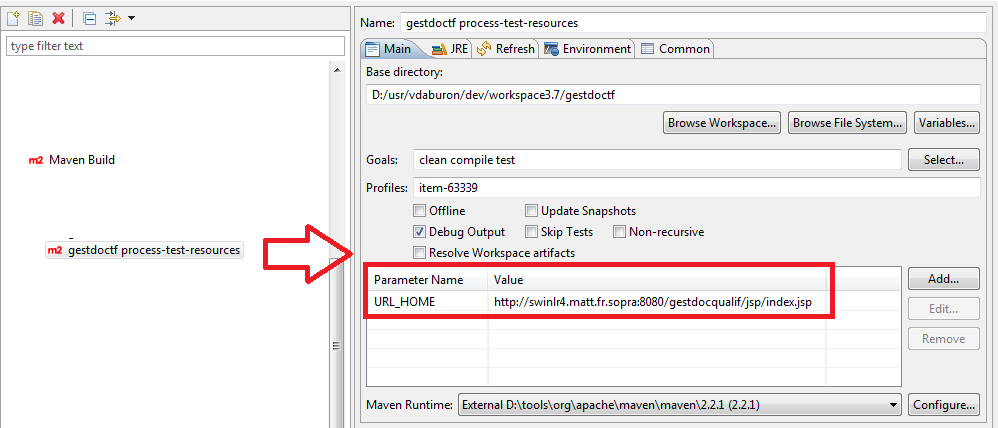 type filter text
m2 Maven Build
m2 gestdoctf process-test-resources
Name: gestdoctf process-test-resources
Main JRE Refresh Environment Common
Base directory:
D:/usr/vdaburon/dev/workspace3.7/gestdoctf
Browse Workspace... Browse File System... Variables...
Goals: clean compile test Select...
Profiles: item-63339
Offline Update Snapshots
Debug Output Skip Tests Non-recursive
Resolve Workspace artifacts
Parameter Name Value Add...
URL_HOME http://swinlr4.matt.fr.sopra:8080/gestdocqualif/jsp/index.jsp
Edit...
Remove
Maven Runtime: External D:\tools\org\apache\maven\maven\2.2.1 (2.2.1) Configure...